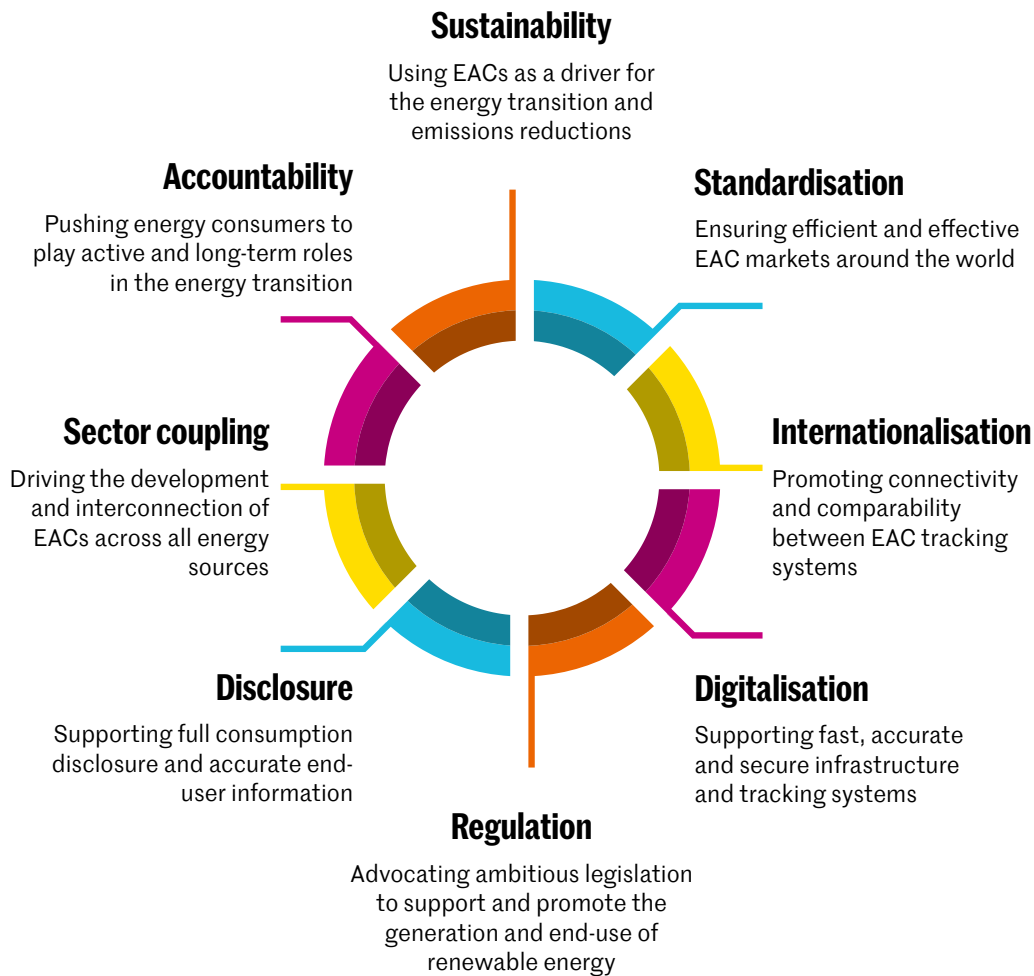 Sustainability
Using EACs as a driver for
the energy transition and
emissions reductions
Standardisation
Ensuring efficient and effective
EAC markets around the world
Internationalisation
Promoting connectivity
and comparability
between EAC tracking
systems
Digitalisation
Supporting fast, accurate
and secure infrastructure
and tracking systems
Regulation
Advocating ambitious legislation
to support and promote the
generation and end-use of
renewable energy
Disclosure
Supporting full consumption
disclosure and accurate end-
user information
Sector coupling
Driving the development
and interconnection of
EACs across all energy
sources
Accountability
Pushing energy consumers to
play active and long-term roles
in the energy transition